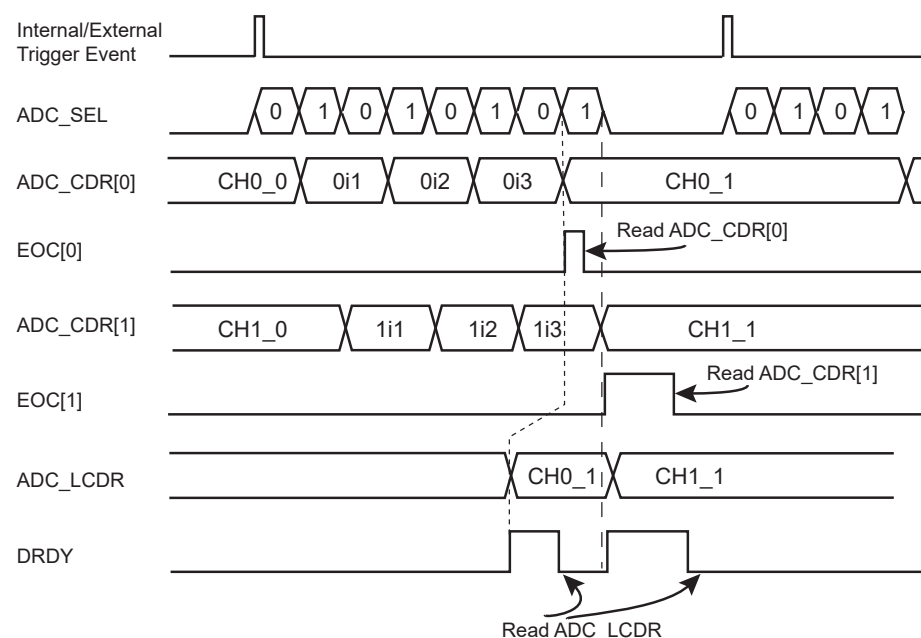 Internal/External
Trigger Event
ADC_SEL 0 1 0 1 0 1 0 1 0 1 0 1
ADC_CDR[0] CH0_0 0i1 0i2 0i3 CH0_1
EOC[0] Read ADC_CDR[0]
ADC_CDR[1] CH1_0 1i1 1i2 1i3 CH1_1
EOC[1] Read ADC_CDR[1]
ADC_LCDR CH0_1 CH1_1
DRDY
Read ADC_LCDR